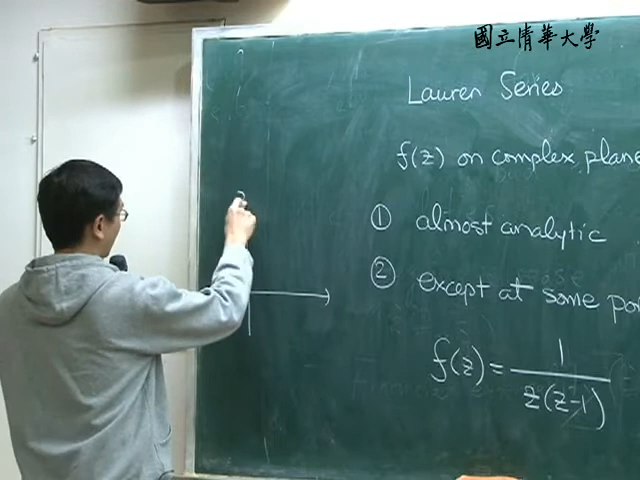 國立清華大學
Lauren Series
f(z) on complex plane
① almost analytic
② except at some
f(z) = 1 / z(z-1)